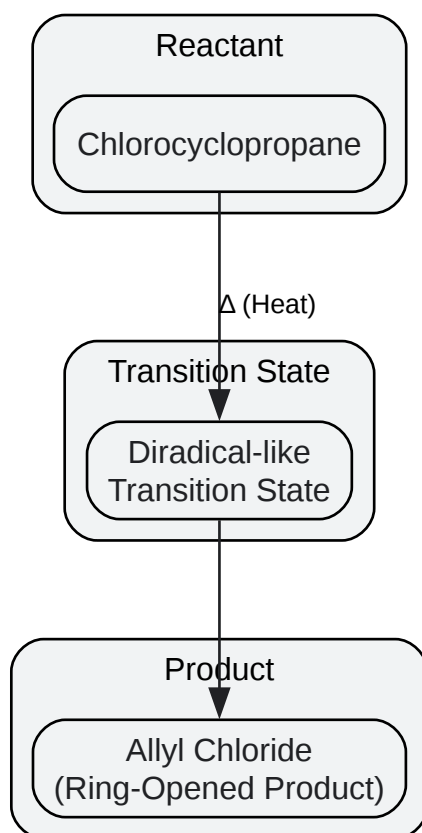 Reactant
Chlorocyclopropane
Δ (Heat)
Transition State
Diradical-like
Transition State
Product
Allyl Chloride
(Ring-Opened Product)